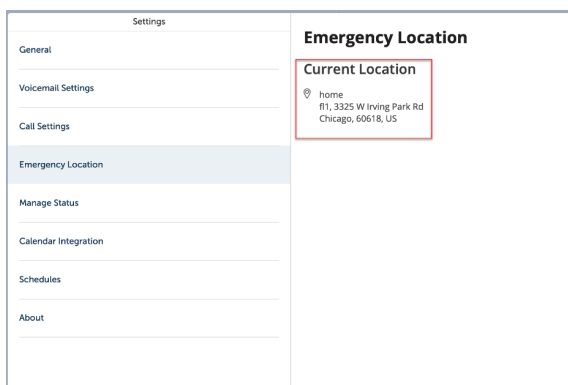 Settings
General
Voicemail Settings
Call Settings
Emergency Location
Manage Status
Calendar Integration
Schedules
About
Emergency Location
Current Location
home
fl1, 3325 W Irving Park Rd
Chicago, 60618, US